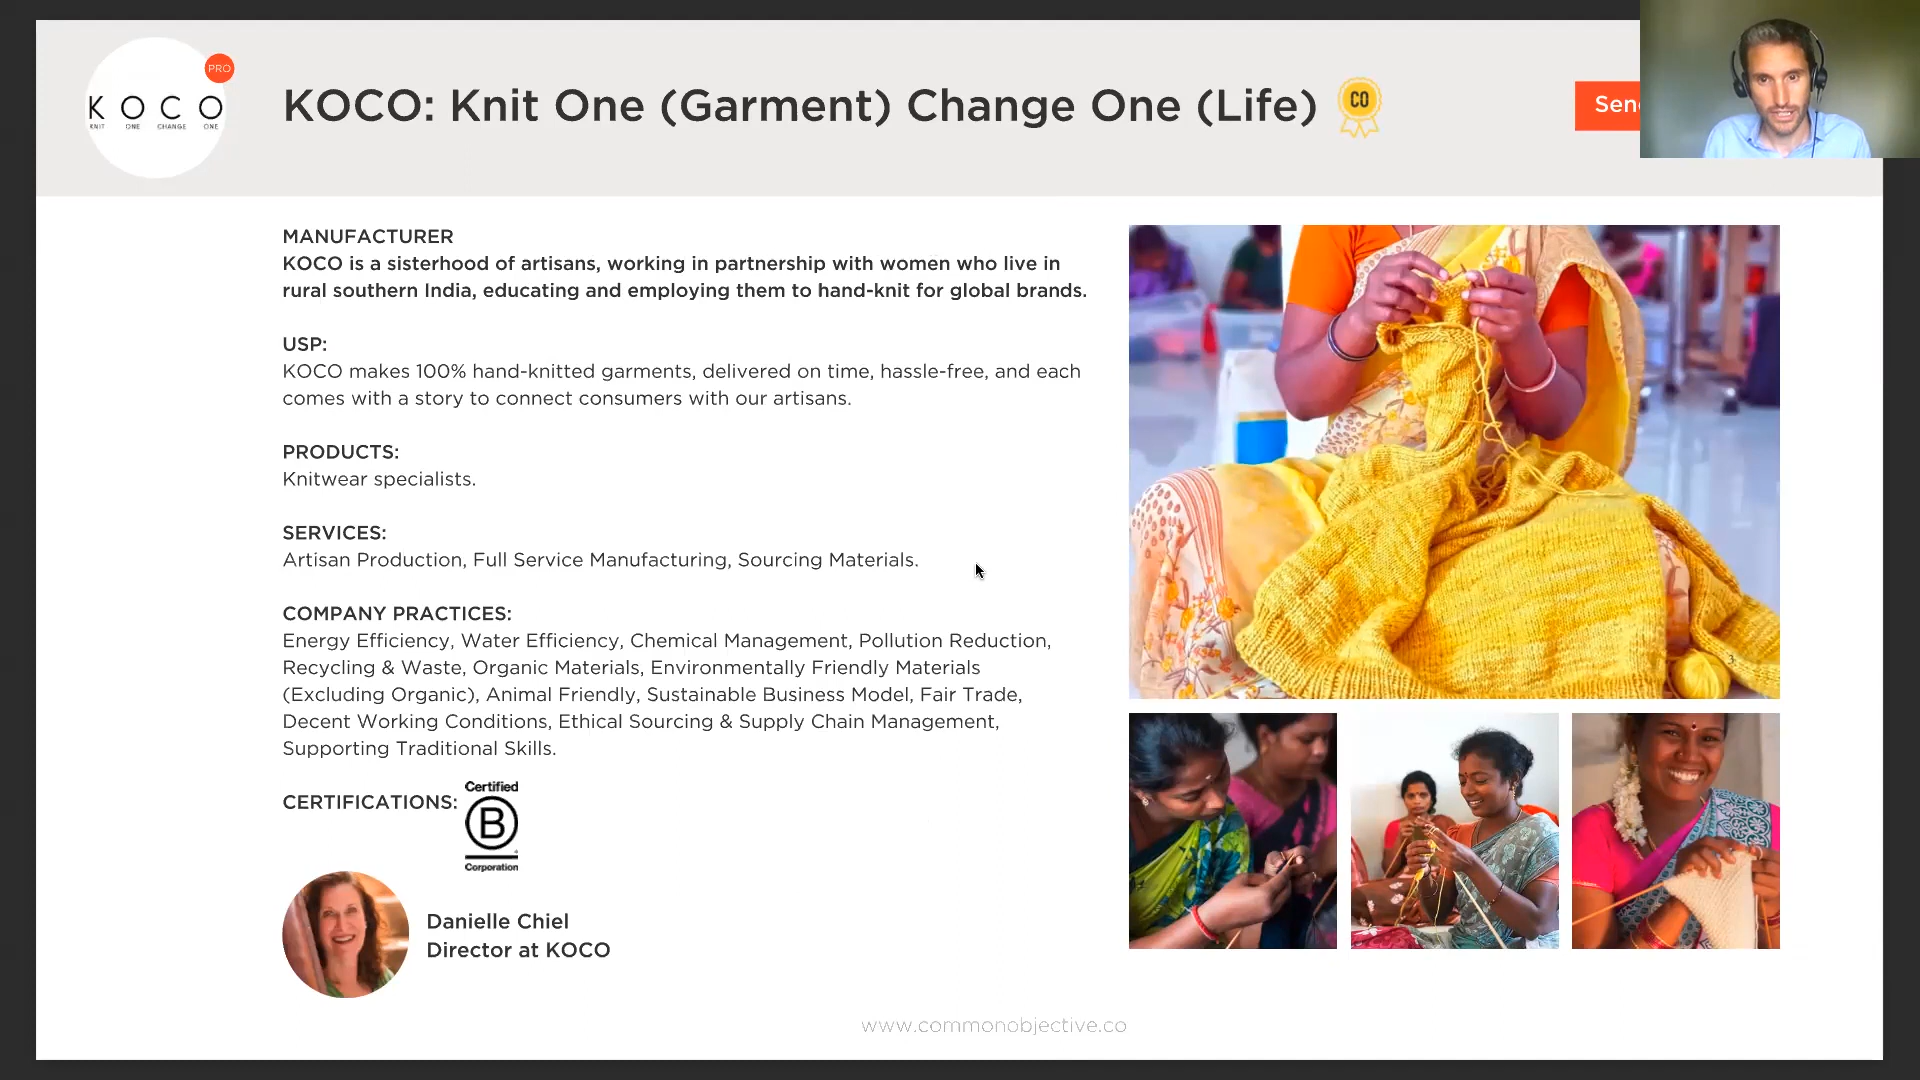 PRO
KOCO
KNIT ONE CHANGE ONE
KOCO: Knit One (Garment) Change One (Life)
CO
MANUFACTURER
KOCO is a sisterhood of artisans, working in partnership with women who live in
rural southern India, educating and employing them to hand-knit for global brands.
USP:
KOCO makes 100% hand-knitted garments, delivered on time, hassle-free, and each
comes with a story to connect consumers with our artisans.
PRODUCTS:
Knitwear specialists.
SERVICES:
Artisan Production, Full Service Manufacturing, Sourcing Materials.
COMPANY PRACTICES:
Energy Efficiency, Water Efficiency, Chemical Management, Pollution Reduction,
Recycling & Waste, Organic Materials, Environmentally Friendly Materials
(Excluding Organic), Animal Friendly, Sustainable Business Model, Fair Trade,
Decent Working Conditions, Ethical Sourcing & Supply Chain Management,
Supporting Traditional Skills.
CERTIFICATIONS:
Certified
B
Corporation
Danielle Chiel
Director at KOCO
www.commonobjective.co